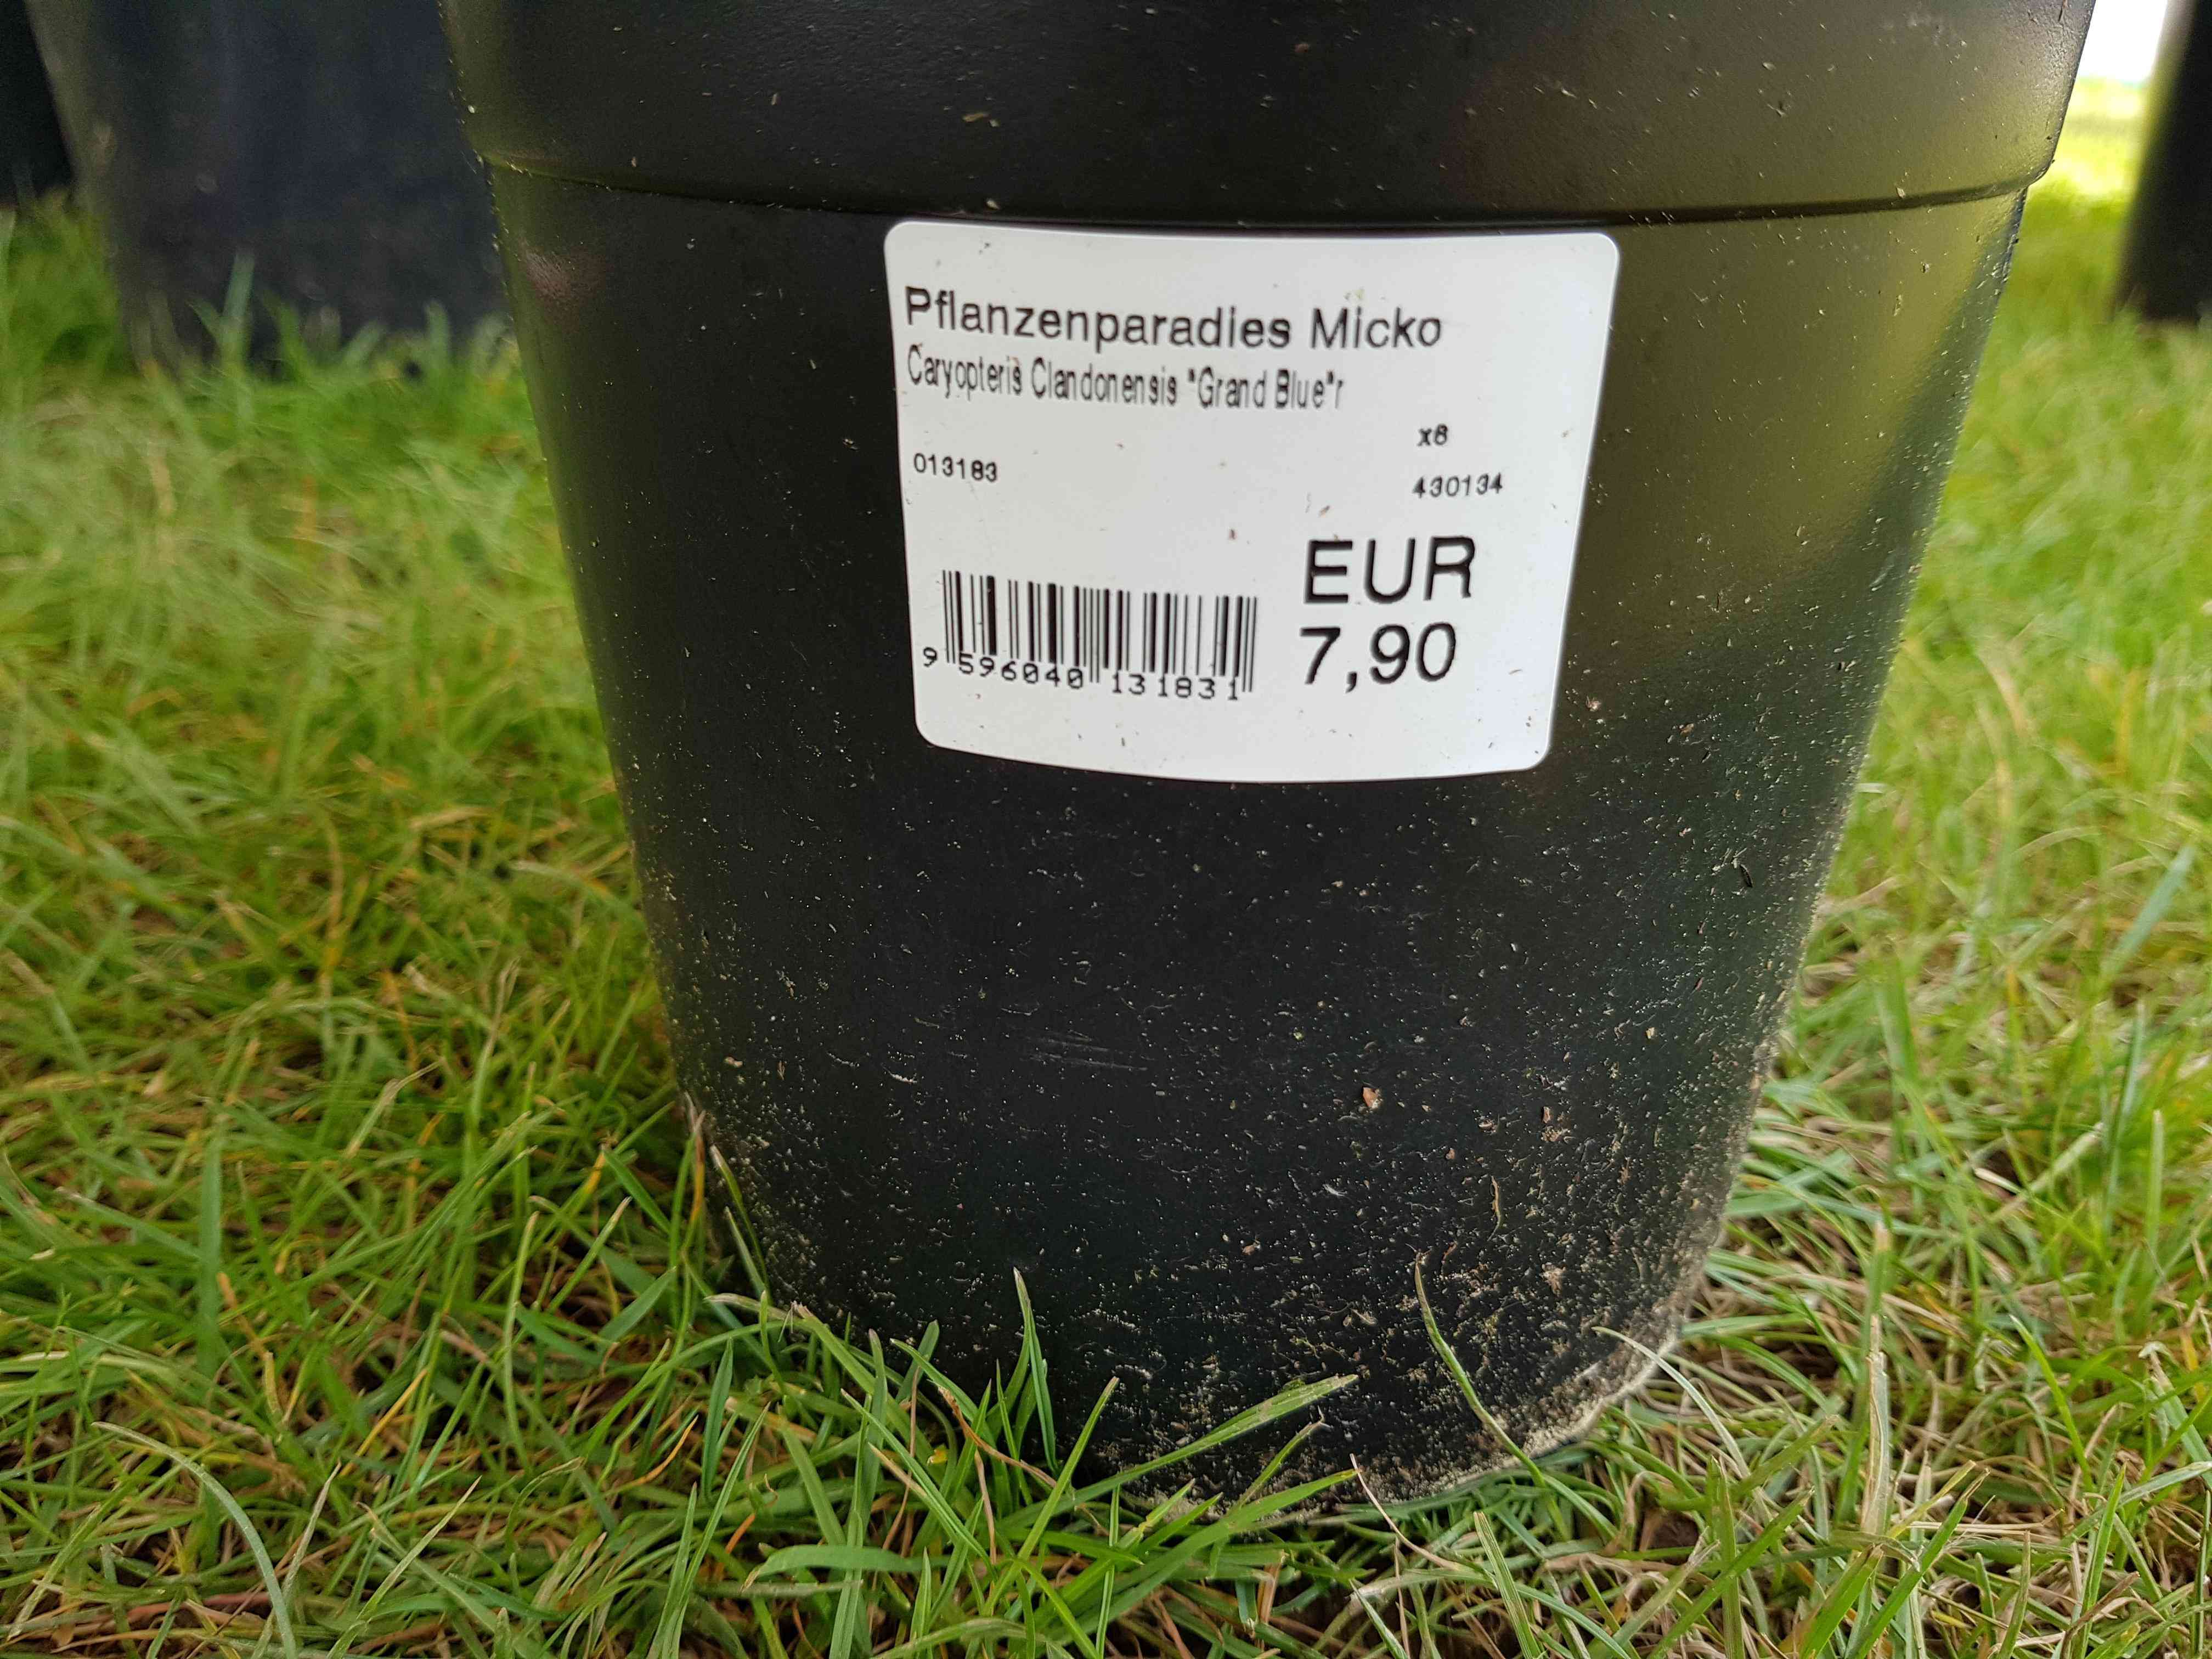 Pflanzenparadies Micko
Caryopteris Clandonensis "Grand Blue"r
x8
013183
430134
EUR
7,90
9 596040 131831